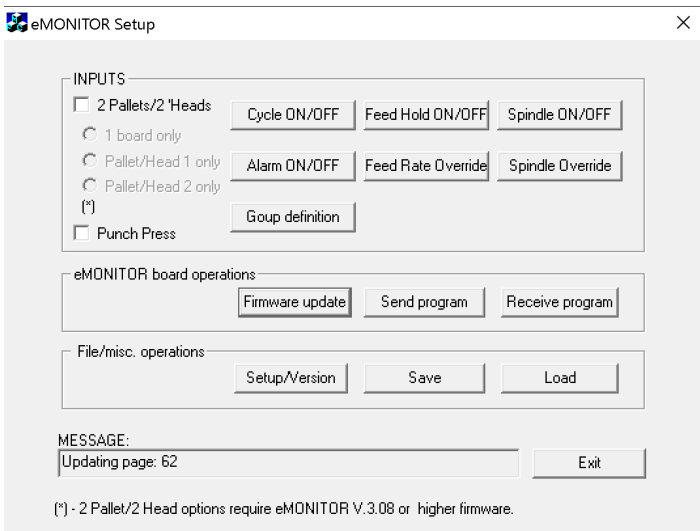 eMONITOR Setup
INPUTS
2 Pallets/2 'Heads
Cycle ON/OFF
Feed Hold ON/OFF
Spindle ON/OFF
1 board only
Pallet/Head 1 only
Alarm ON/OFF
Feed Rate Override
Spindle Override
Pallet/Head 2 only
(*)
Goup definition
Punch Press
eMONITOR board operations
Firmware update
Send program
Receive program
File/misc. operations
Setup/Version
Save
Load
MESSAGE:
Updating page: 62
Exit
(*) - 2 Pallet/2 Head options require eMONITOR V.3.08 or higher firmware.